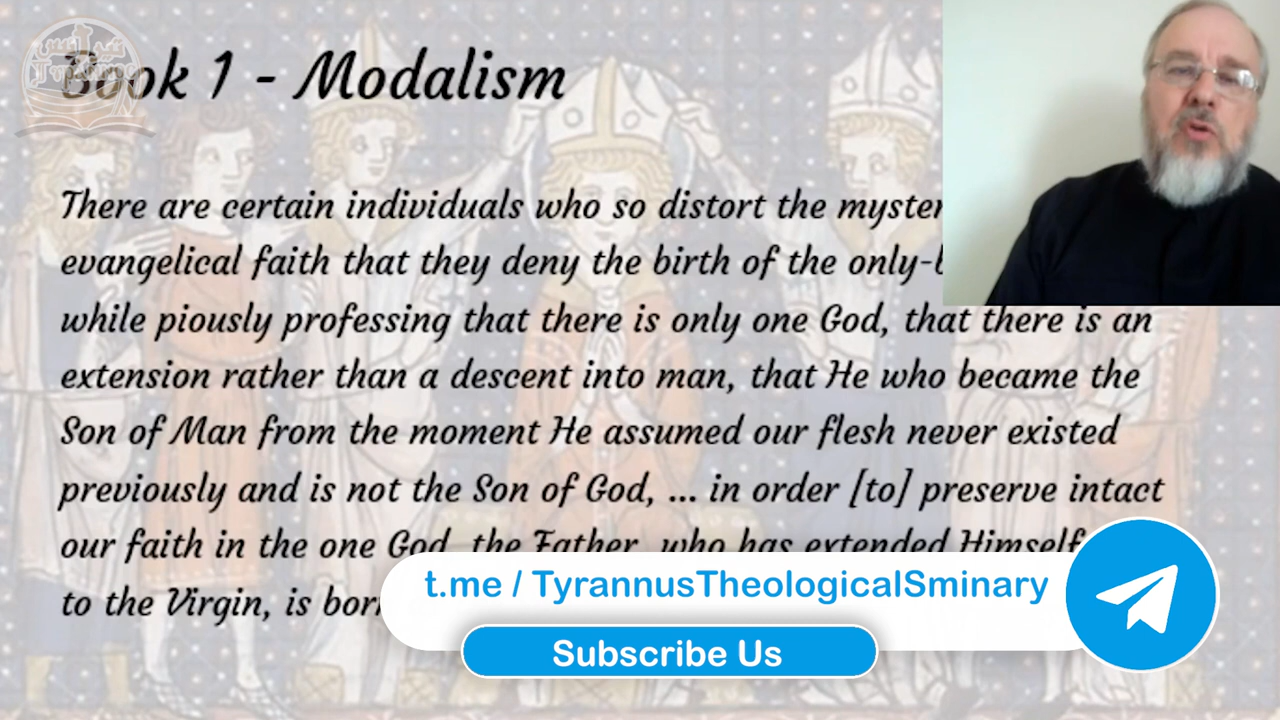 Book 1 - Modalism
There are certain individuals who so distort the
evangelical faith that they deny the birth of the
while piously professing that there is only one God, that there is an
extension rather than a descent into man, that He who became the
Son of Man from the moment He assumed our flesh never existed
previously and is not the Son of God, ... in order [to] preserve intact
our faith in the one God, the Father, who has extended Himself
to the Virgin, is
t.me / TyrannusTheologicalSminary
Subscribe Us